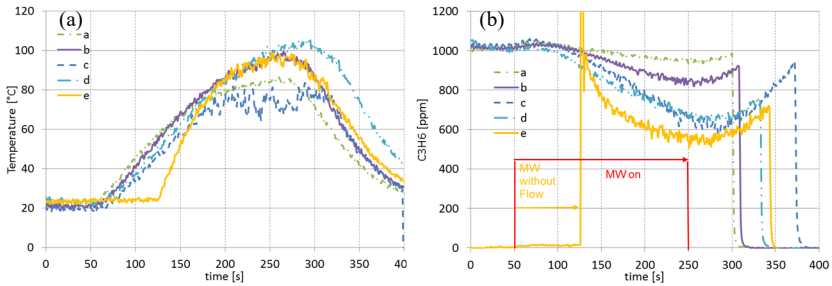 (a)
120
100
80
60
40
20
0
Temperature [°C]
a
b
c
d
e
0
50
100
150
200
250
300
350
40
time [s]
(b)
1200
1000
800
600
400
200
0
C3H6 [ppm]
a
b
c
d
e
MW
without
Flow
MW on
0
50
100
150
200
250
300
350
400
time [s]